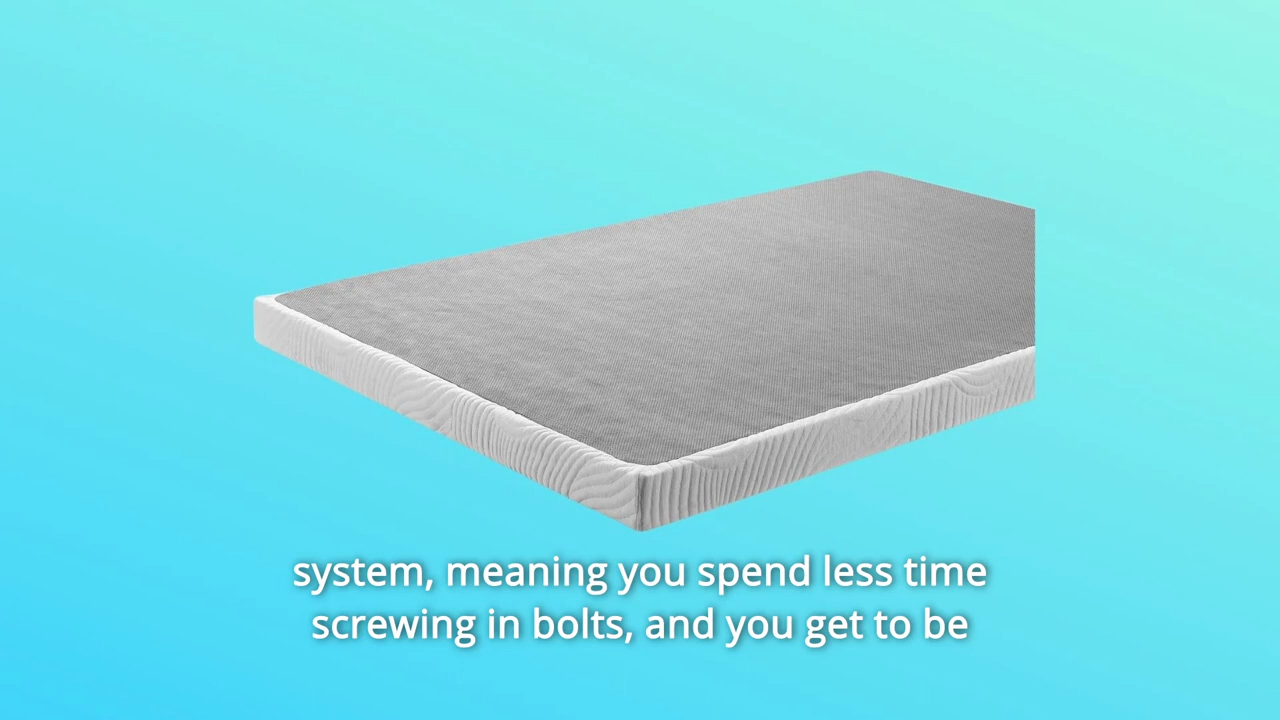 system, meaning you spend less time
screwing in bolts, and you get to be